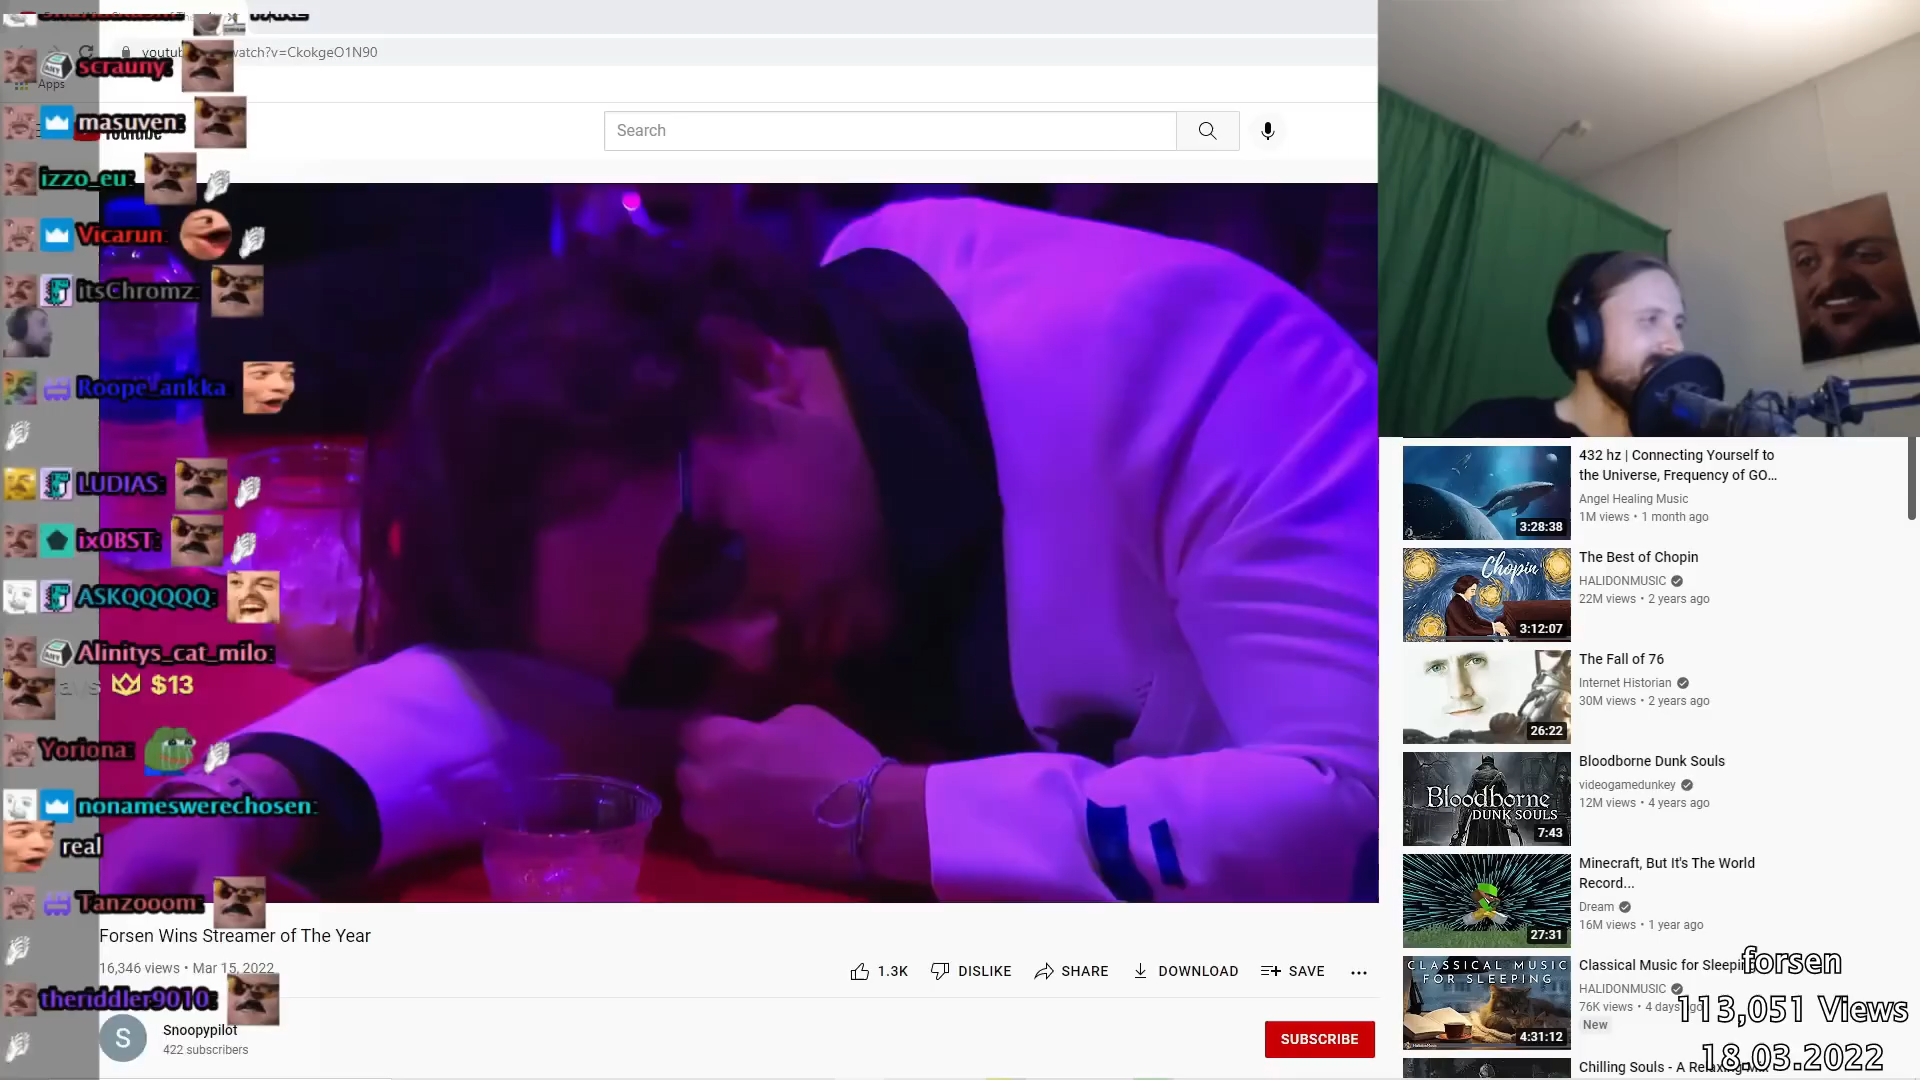 watch?v=CkokgeO1N90
Apps
Search
scrauny:
masuven:
izzo_eu:
Vicarun:
itsChromz:
Roope_ankka
LUDIAS:
ix0BST:
ASKQQQQQ:
Alinitys_cat_milo:
$13
Yoriona:
nonameswerechosen:
real
Tanzooom:
theriddler9010:
Forsen Wins Streamer of The Year
16,346 views • Mar 15, 2022
1.3K
DISLIKE
SHARE
DOWNLOAD
SAVE
S
Snoopypilot
422 subscribers
SUBSCRIBE
432 hz | Connecting Yourself to
the Universe, Frequency of GO...
Angel Healing Music
1M views • 1 month ago
3:28:38
Chopin
The Best of Chopin
HALIDONMUSIC
22M views • 2 years ago
3:12:07
The Fall of 76
Internet Historian
30M views • 2 years ago
26:22
Bloodborne
DUNK SOULS
Bloodborne Dunk Souls
videogamedunkey
12M views • 4 years ago
7:43
Minecraft, But It's The World
Record...
Dream
16M views • 1 year ago
27:31
CLASSICAL MUSIC
FOR SLEEPING
Classical Music for Sleeping
HALIDONMUSIC
76K views • 4 days
New
4:31:12
Chilling Souls - A
forsen
113,051 Views
18.03.2022